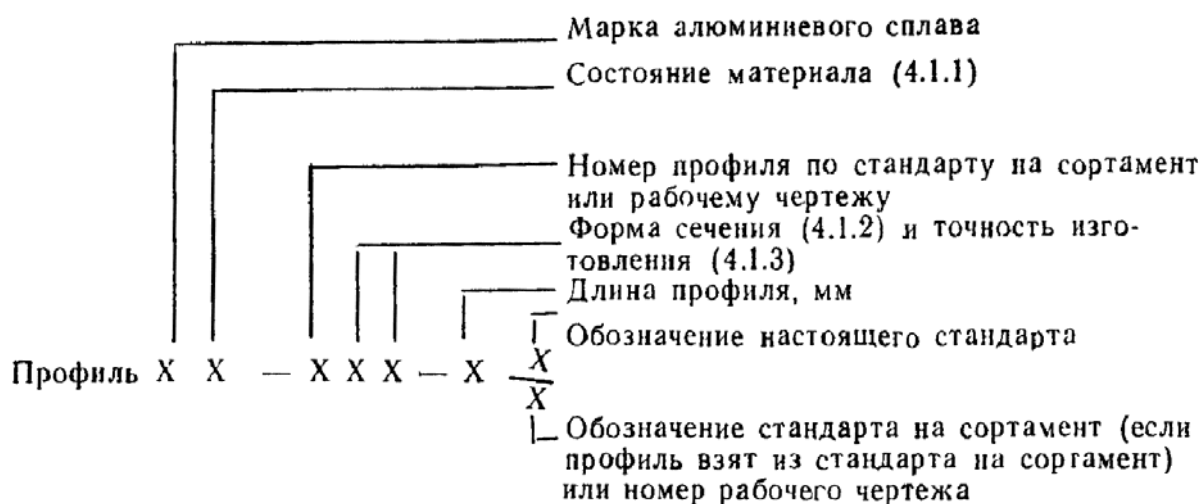 Марка алюминиевого сплава
Состояние материала (4.1.1)
Номер профиля по стандарту на сортамент
или рабочему чертежу
Форма сечения (4.1.2) и точность изго-
товления (4.1.3)
Длина профиля, мм
Обозначение настоящего стандарта
Профиль X X — X X X — X X
X
Обозначение стандарта на сортамент (если
профиль взят из стандарта на сортамент)
или номер рабочего чертежа